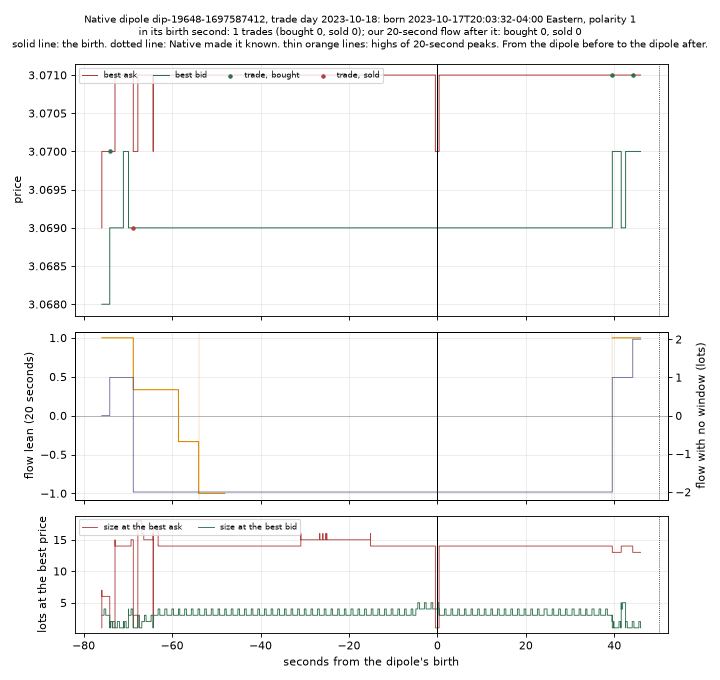 Native dipole dip-19648-1697587412, trade day 2023-10-18: born 2023-10-17T20:03:32-04:00 Eastern, polarity 1
in its birth second: 1 trades (bought 0, sold 0); our 20-second flow after it: bought 0, sold 0
solid line: the birth. dotted line: Native made it known. thin orange lines: highs of 20-second peaks. From the dipole before to the dipole after.
best ask best bid trade, bought trade, sold
3.0710
3.0705
3.0700
3.0695
3.0690
3.0685
3.0680
price
1.0
0.5
0.0
−0.5
−1.0
flow lean (20 seconds)
2
1
0
−1
−2
flow with no window (lots)
size at the best ask size at the best bid
15
10
5
lots at the best price
−80 −60 −40 −20 0 20 40
seconds from the dipole's birth